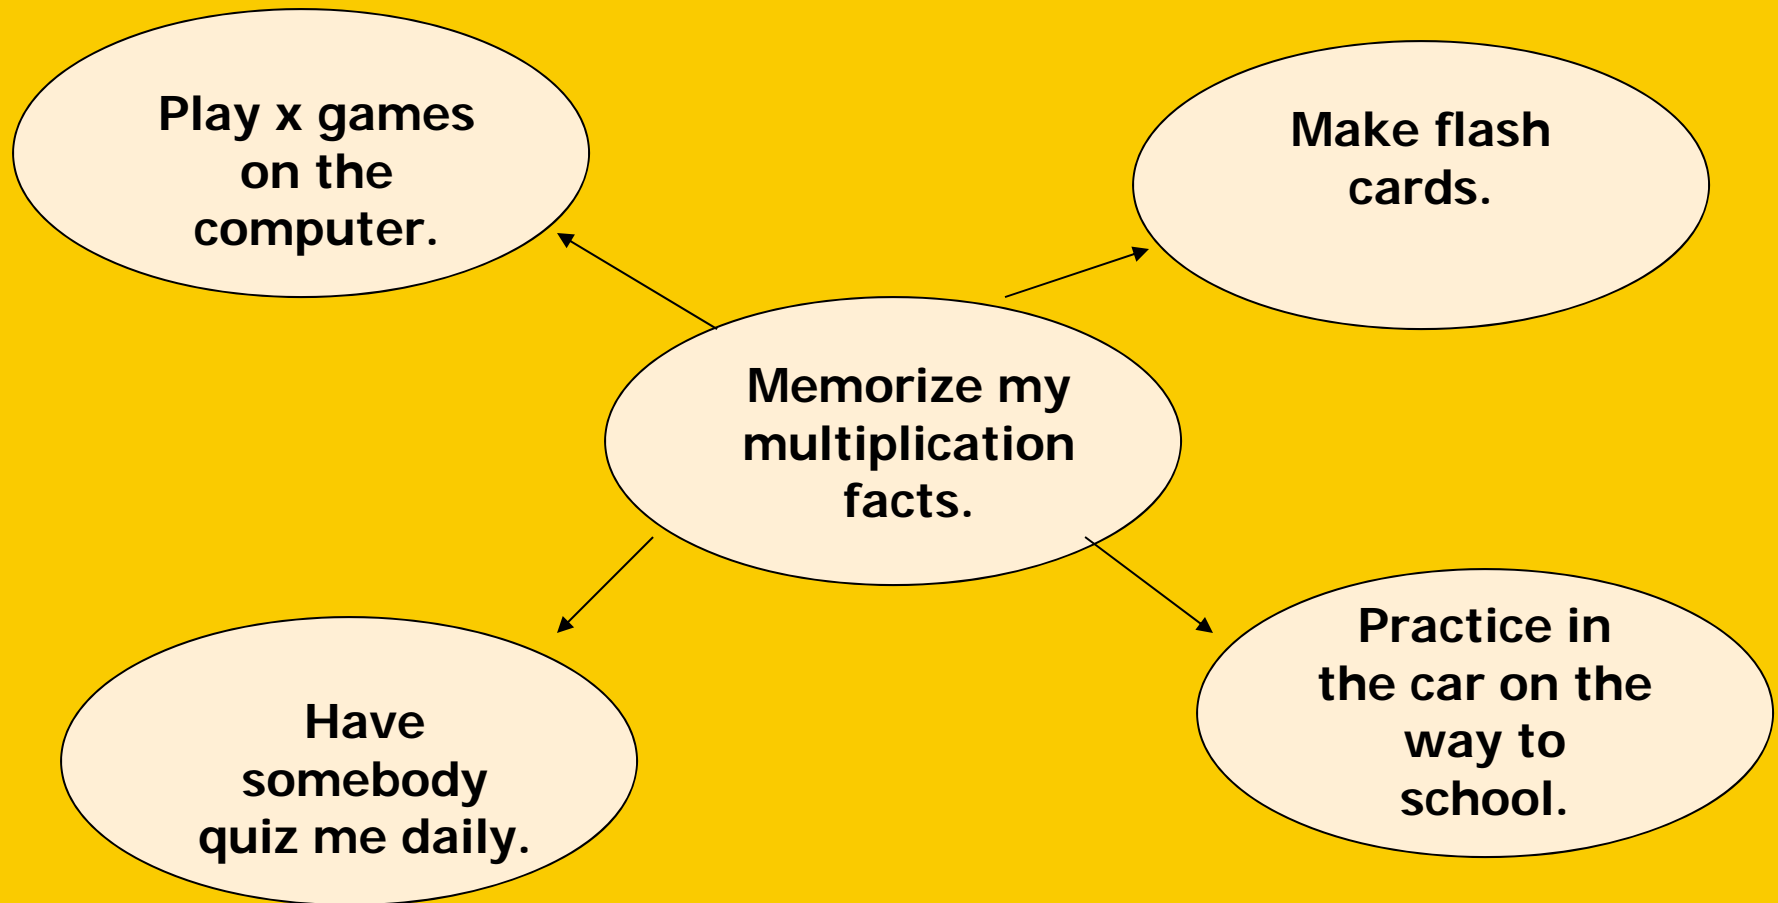 Play x games
on the
computer.
Make flash
cards.
Memorize my
multiplication
facts.
Have
somebody
quiz me daily.
Practice in
the car on the
way to
school.